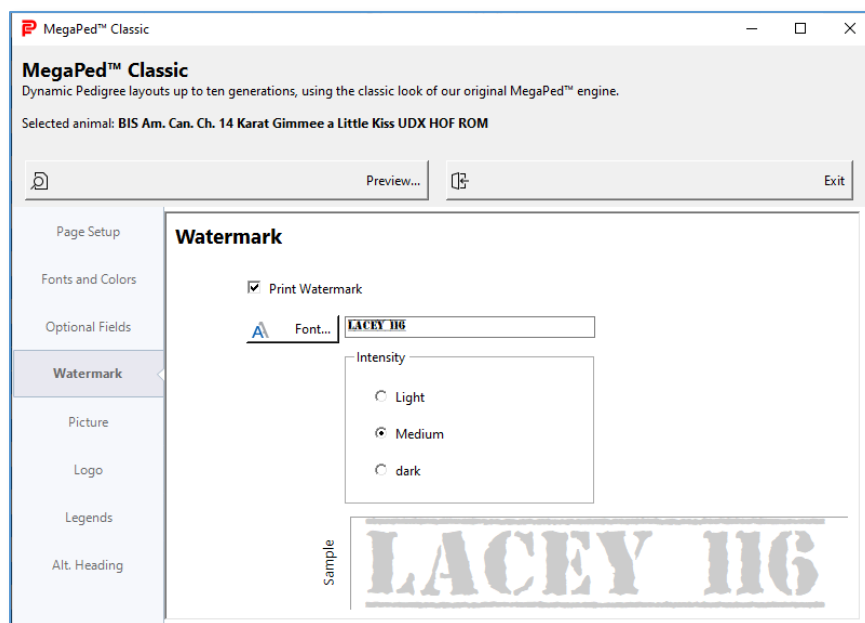 MegaPed™ Classic
MegaPed™ Classic
Dynamic Pedigree layouts up to ten generations, using the classic look of our original MegaPed™ engine.
Selected animal: BIS Am. Can. Ch. 14 Karat Gimmee a Little Kiss UDX HOF ROM
Preview... Exit
Page Setup
Fonts and Colors
Optional Fields
Watermark
Picture
Logo
Legends
Alt. Heading
Watermark
Print Watermark
Font... LACEY 116
Intensity
Light
Medium
dark
Sample
LACEY 116